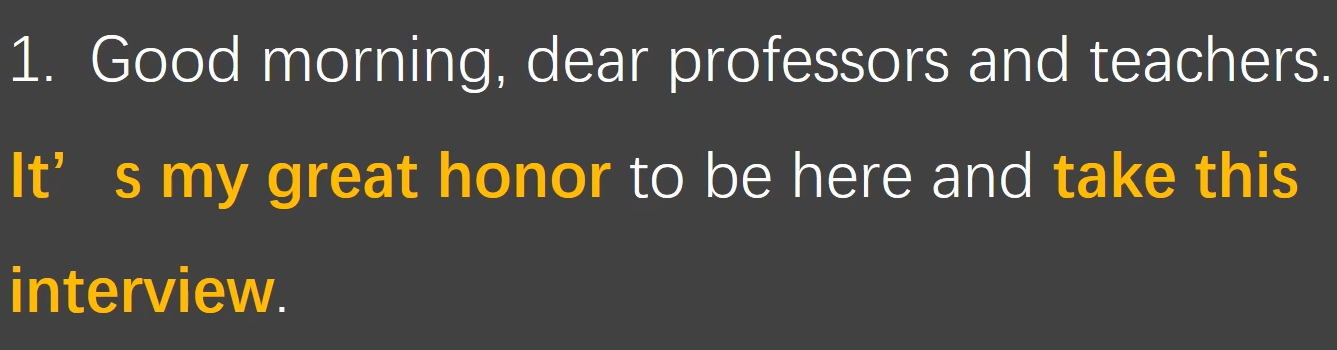 1. Good morning, dear professors and teachers.
It’ s my great honor to be here and take this
interview.